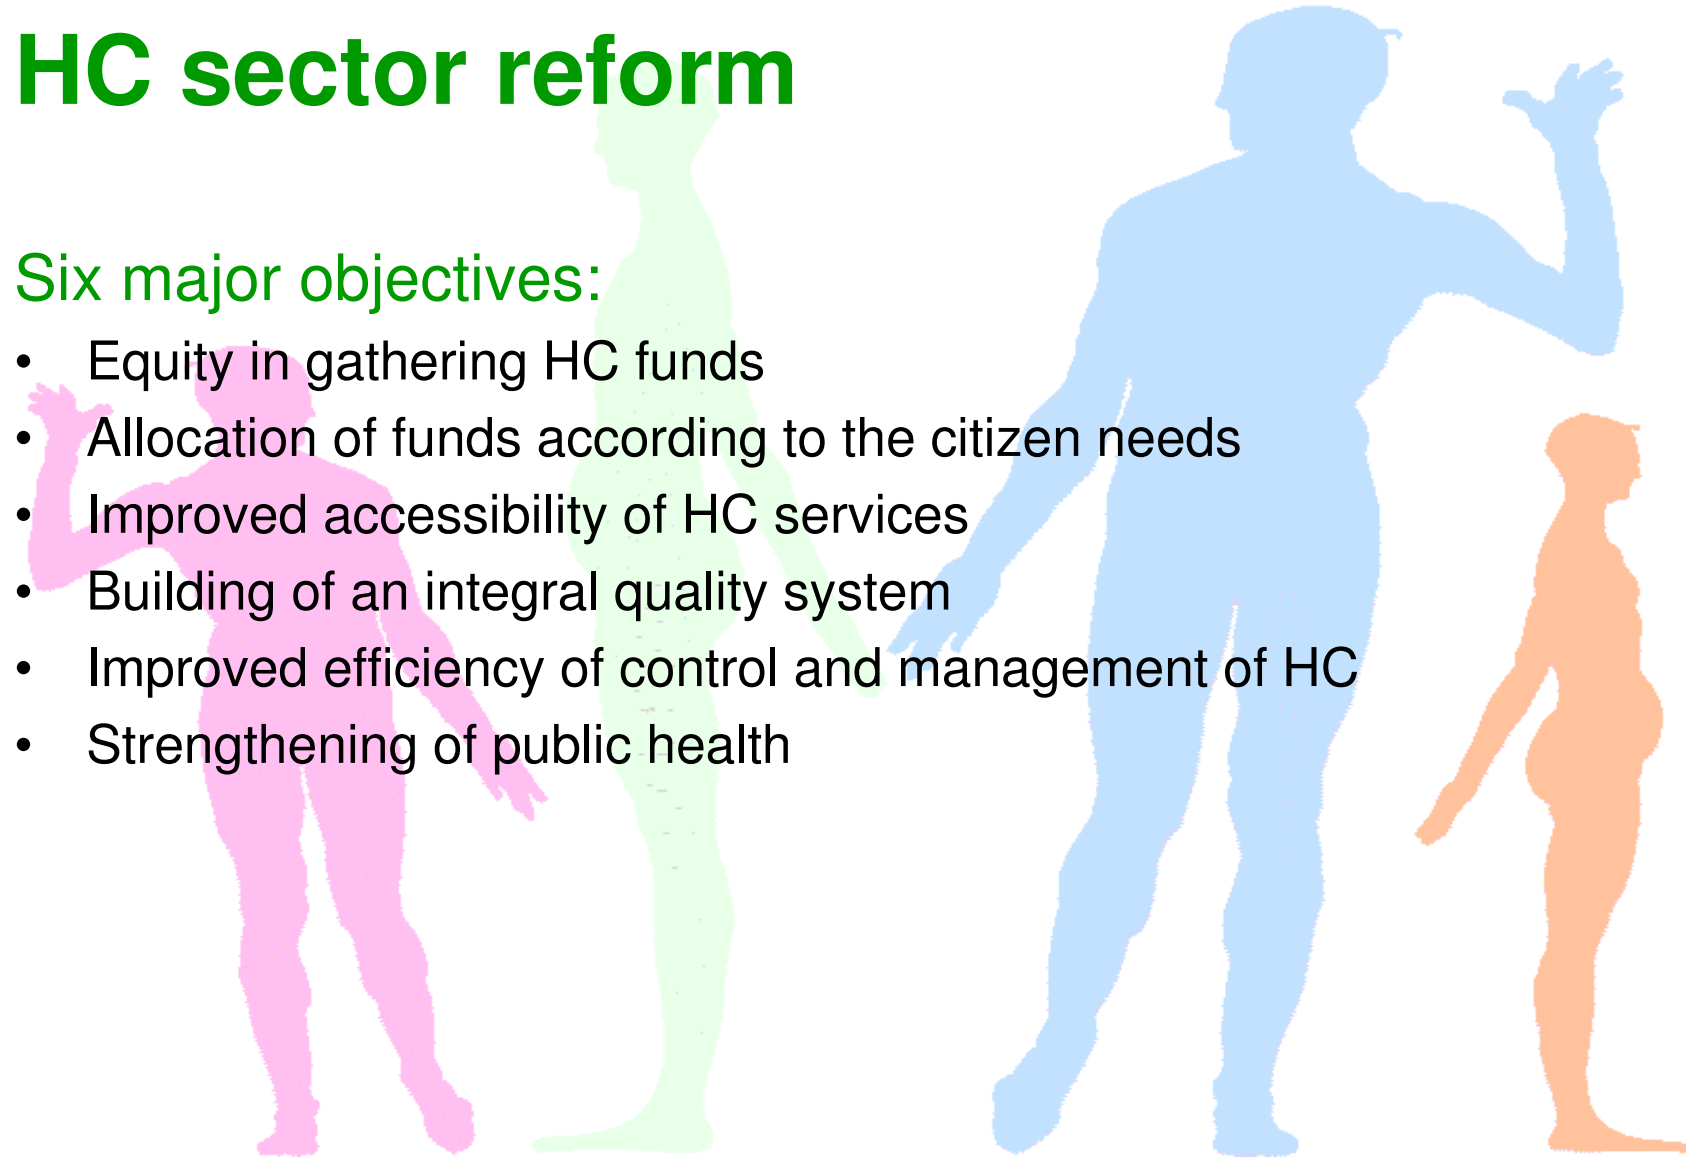 HC sector reform
Six major objectives:
• Equity in gathering HC funds
• Allocation of funds according to the citizen needs
• Improved accessibility of HC services
• Building of an integral quality system
• Improved efficiency of control and management of HC
• Strengthening of public health